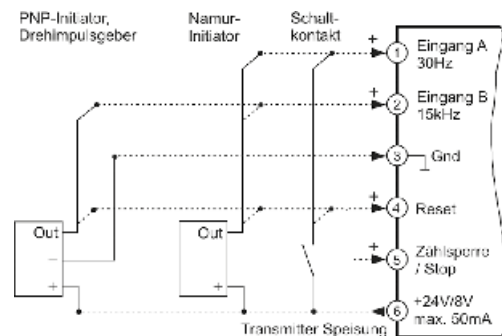 PNP-Initiator,
Drehimpulsgeber
Namur-
Initiator
Schalt-
kontakt
+
1
Eingang A
30Hz
+
2
Eingang B
15kHz
3
Gnd
+
4
Reset
+
5
Zählsperre
/ Stop
6
+24V/8V
max. 50mA
Out
−
+
Out
+
Transmitter Speisung